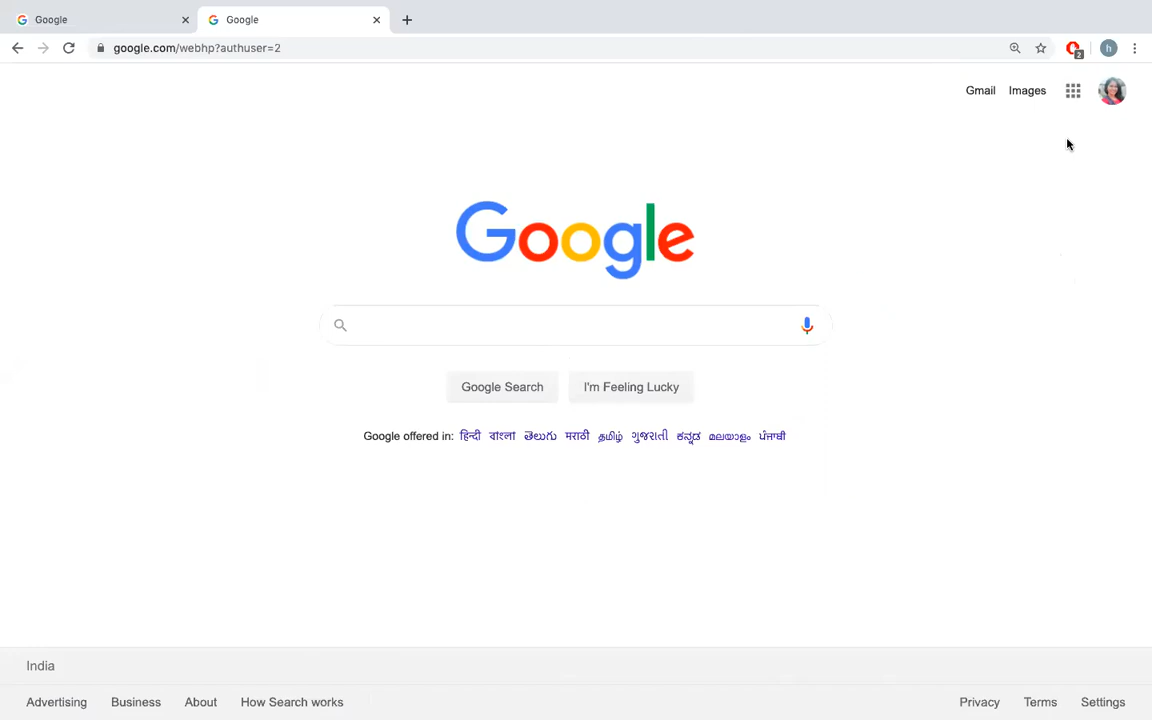 Google
Google
google.com/webhp?authuser=2
2
h
Gmail Images
Google
Google Search I'm Feeling Lucky
Google offered in: हिन्दी বাংলা తెలుగు मराठी தமிழ் ગુજરાતી ಕನ್ನಡ മലയാളം ਪੰਜਾਬੀ
India
Advertising Business About How Search works Privacy Terms Settings